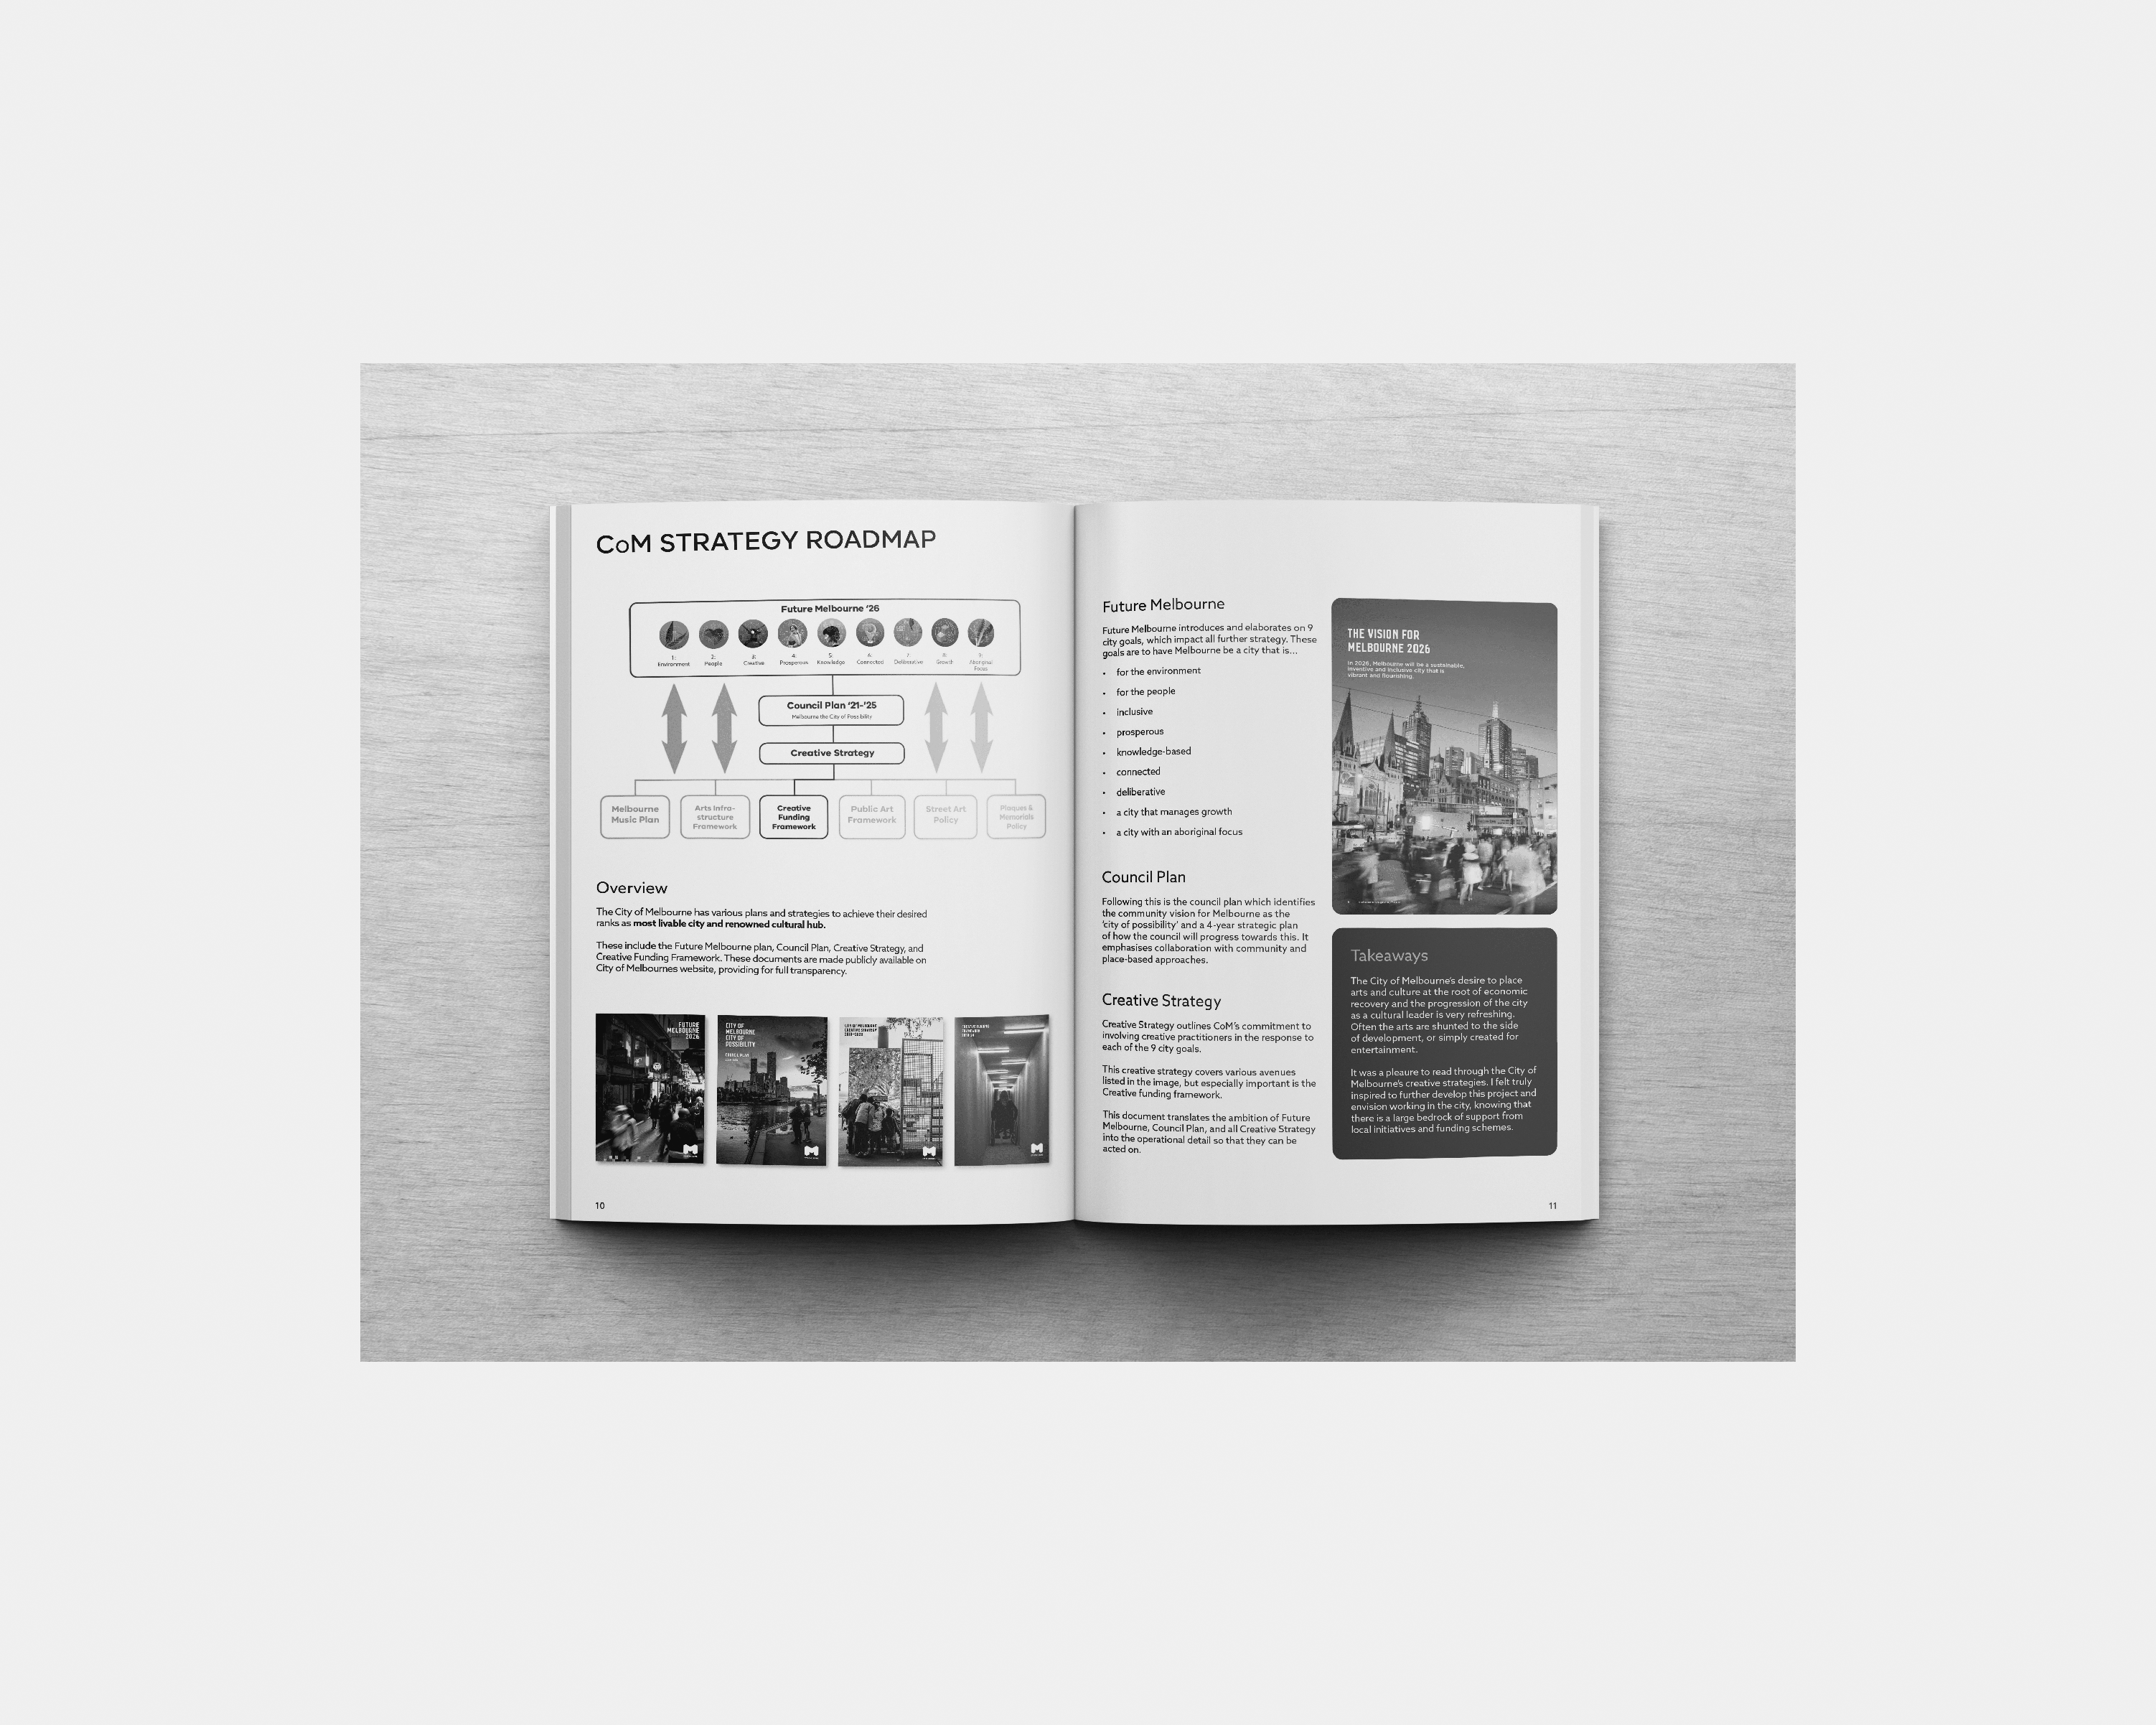 CoM STRATEGY ROADMAP
Future Melbourne '26
1:
Environment
2:
People
3:
Creative
4:
Prosperous
5:
Knowledge
6:
Connected
7:
Deliberative
8:
Growth
9:
Aboriginal
Focus
Council Plan '21-'25
Melbourne the City of Possibility
Creative Strategy
Melbourne
Music Plan
Arts Infra-
structure
Framework
Creative
Funding
Framework
Public Art
Framework
Street Art
Policy
Plaques &
Memorials
Policy
Overview
The City of Melbourne has various plans and strategies to achieve their desired
ranks as most livable city and renowned cultural hub.
These include the Future Melbourne plan, Council Plan, Creative Strategy, and
Creative Funding Framework. These documents are made publicly available on
City of Melbournes website, providing for full transparency.
FUTURE
MELBOURNE
2026
CITY OF
MELBOURNE
CITY OF
POSSIBILITY
COUNCIL PLAN
CITY OF MELBOURNE
CREATIVE STRATEGY
10
Future Melbourne
Future Melbourne introduces and elaborates on 9
city goals, which impact all further strategy. These
goals are to have Melbourne be a city that is...
• for the environment
• for the people
• inclusive
• prosperous
• knowledge-based
• connected
• deliberative
• a city that manages growth
• a city with an aboriginal focus
Council Plan
Following this is the council plan which identifies
the community vision for Melbourne as the
'city of possibility' and a 4-year strategic plan
of how the council will progress towards this. It
emphasises collaboration with community and
place-based approaches.
Creative Strategy
Creative Strategy outlines CoM's commitment to
involving creative practitioners in the response to
each of the 9 city goals.
This creative strategy covers various avenues
listed in the image, but especially important is the
Creative funding framework.
This document translates the ambition of Future
Melbourne, Council Plan, and all Creative Strategy
into the operational detail so that they can be
acted on.
THE VISION FOR
MELBOURNE 2026
In 2026, Melbourne will be a sustainable,
inventive and inclusive city that is
vibrant and flourishing.
Takeaways
The City of Melbourne's desire to place
arts and culture at the root of economic
recovery and the progression of the city
as a cultural leader is very refreshing.
Often the arts are shunted to the side
of development, or simply created for
entertainment.
It was a pleaure to read through the City of
Melbourne's creative strategies. I felt truly
inspired to further develop this project and
envision working in the city, knowing that
there is a large bedrock of support from
local initiatives and funding schemes.
11